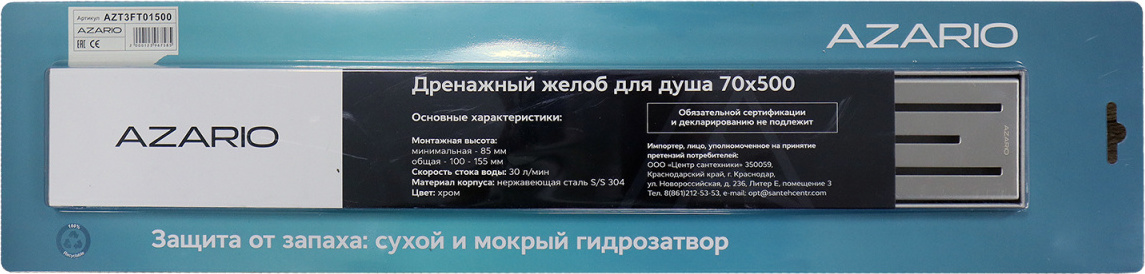 Артикул: AZT3FT01500
AZARIO
EAC CE
AZARIO
AZARIO
Дренажный желоб для душа 70x500
Основные характеристики:
Монтажная высота:
минимальная - 85 мм
общая - 100 - 155 мм
Скорость стока воды: 30 л/мин
Материал корпуса: нержавеющая сталь S/S 304
Цвет: хром
Обязательной сертификации
и декларированию не подлежит
Импортер, лицо, уполномоченное на принятие
претензий потребителей:
ООО «Центр сантехники» 350059,
Краснодарский край, г. Краснодар,
ул. Новороссийская, д. 236, Литер Е, помещение 3
Тел. 8(861)212-53-53, e-mail: opt@santehcentr.com
AZARIO
100%
Защита от запаха: сухой и мокрый гидрозатвор